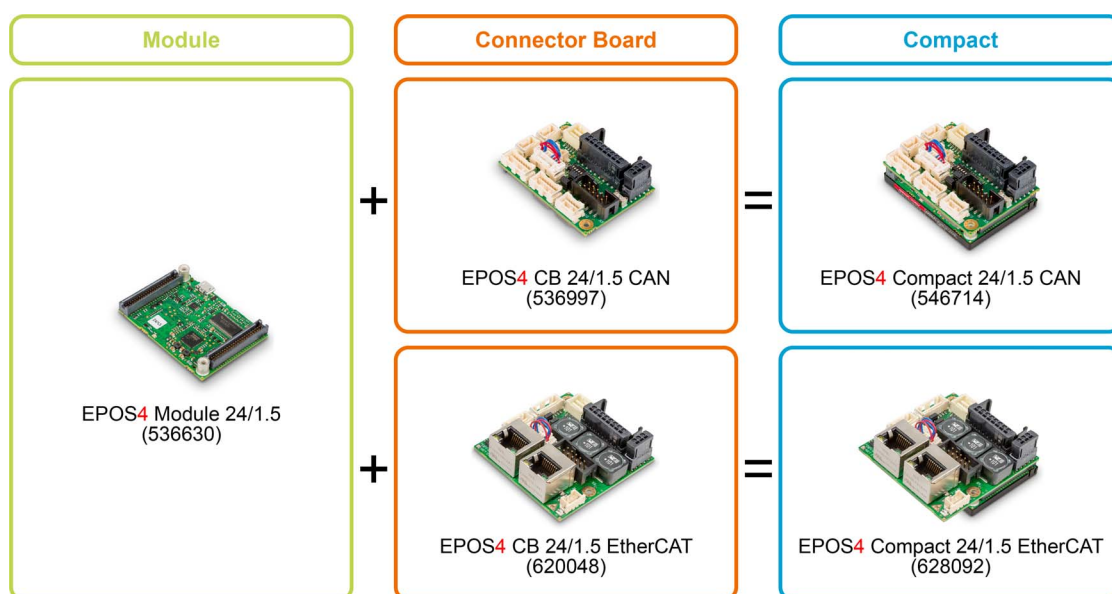 Module
Connector Board
Compact
EPOS4 CB 24/1.5 CAN
(536997)
EPOS4 Compact 24/1.5 CAN
(546714)
EPOS4 Module 24/1.5
(536630)
+
=
EPOS4 CB 24/1.5 EtherCAT
(620048)
EPOS4 Compact 24/1.5 EtherCAT
(628092)
+
=